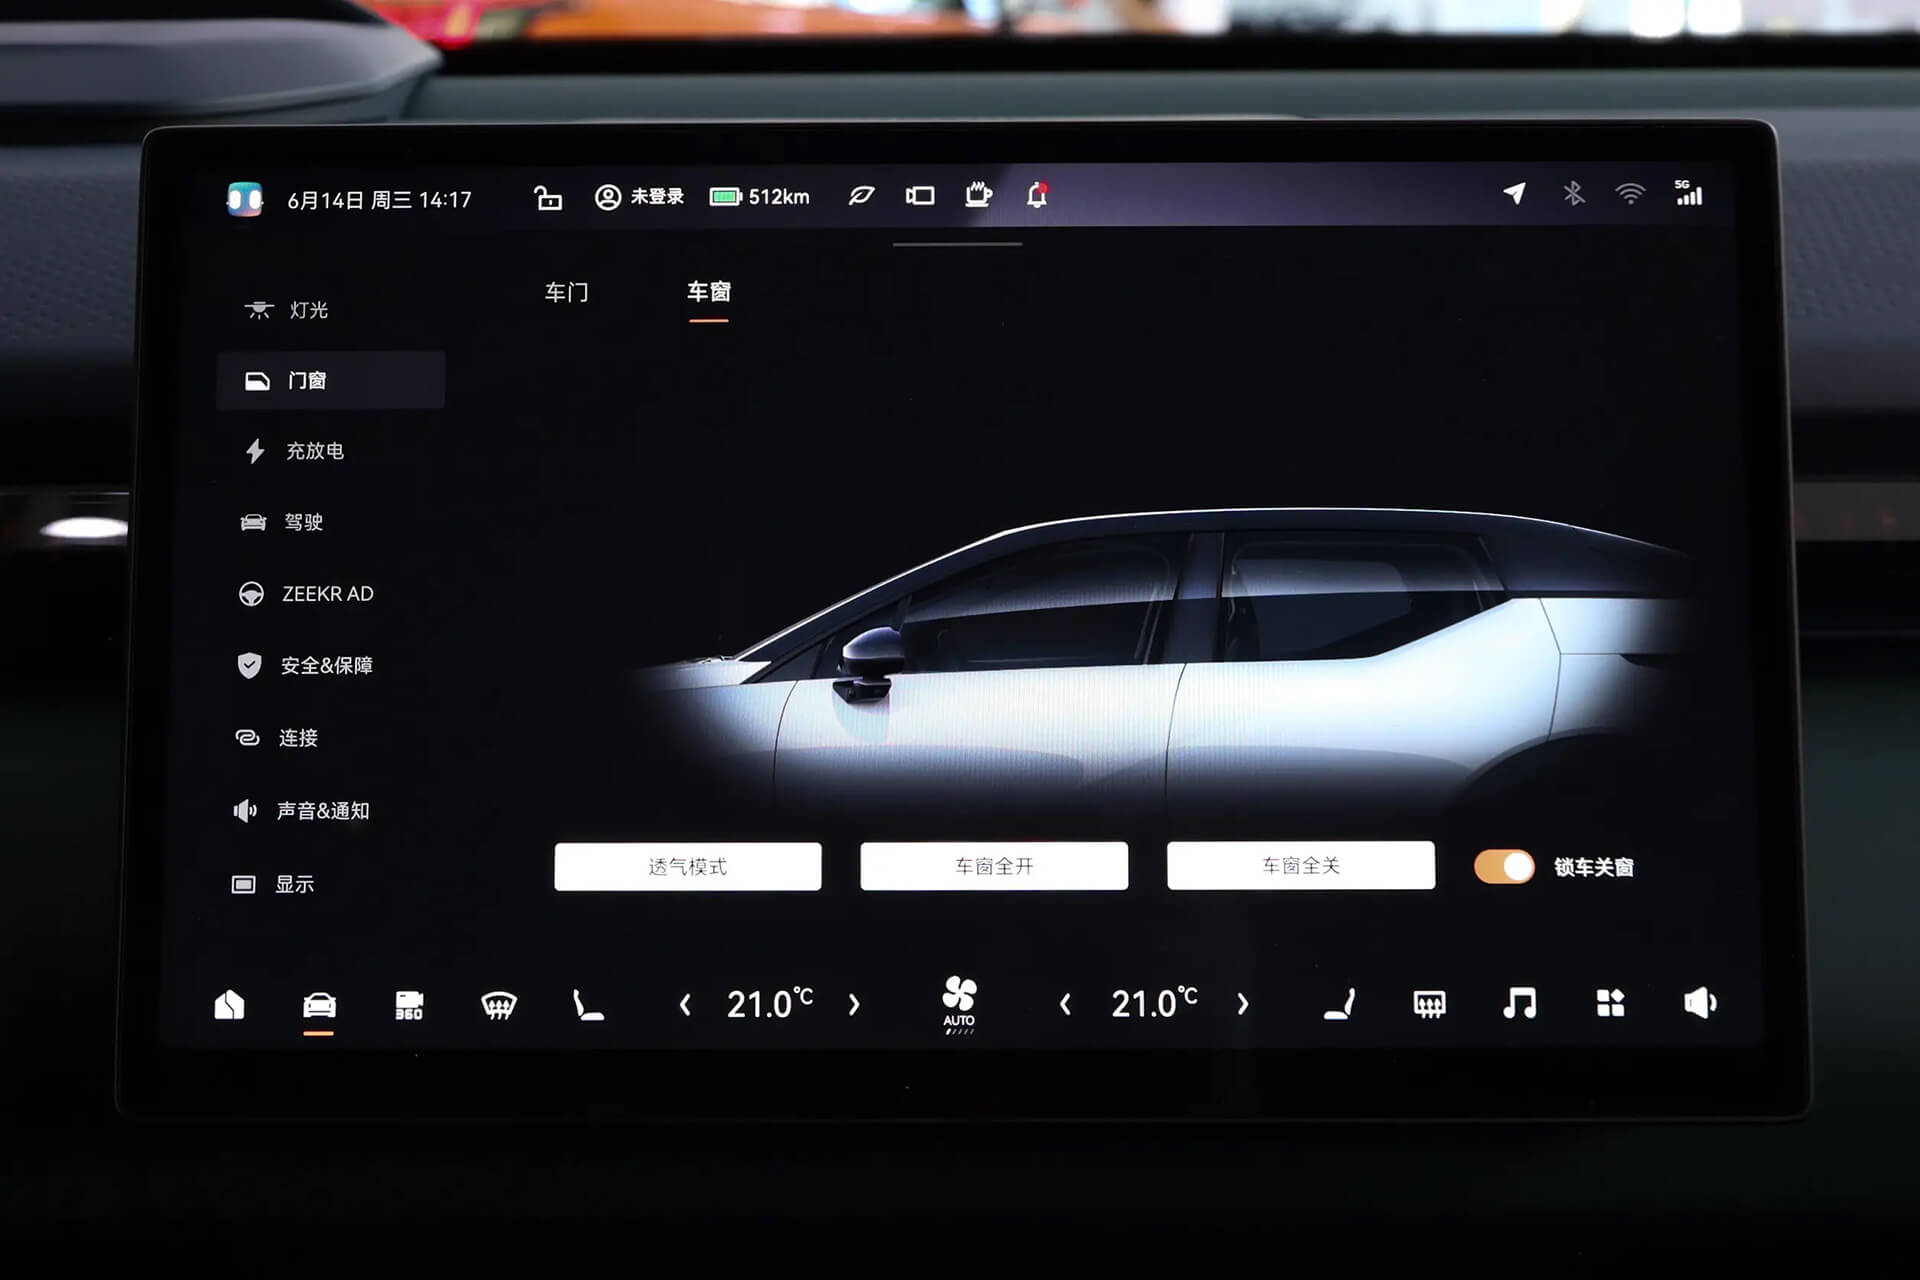 6月14日 周三 14:17
未登录
512km
5G
车门
车窗
灯光
门窗
充放电
驾驶
ZEEKR AD
安全&保障
连接
声音&通知
显示
透气模式
车窗全开
车窗全关
锁车关窗
360
21.0℃
AUTO
21.0℃